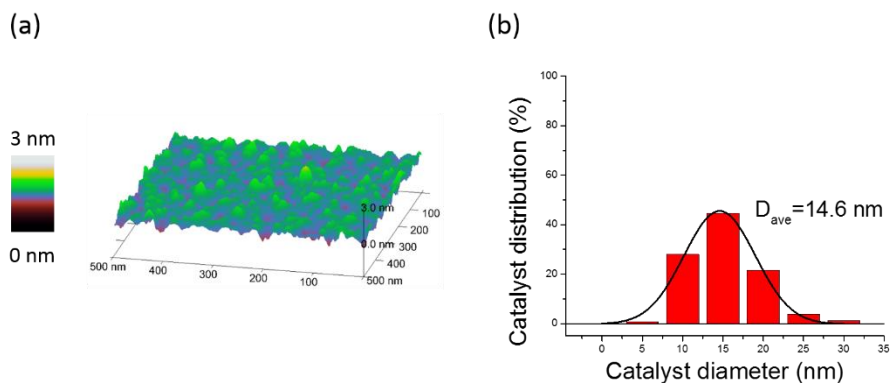 (a)
3 nm
0 nm
3.0 nm
0.0 nm
500 nm
400
300
200
100
500 nm
400
300
200
100
(b)
Catalyst distribution (%)
100
80
60
40
20
0
D_ave=14.6 nm
0 5 10 15 20 25 30 35
Catalyst diameter (nm)